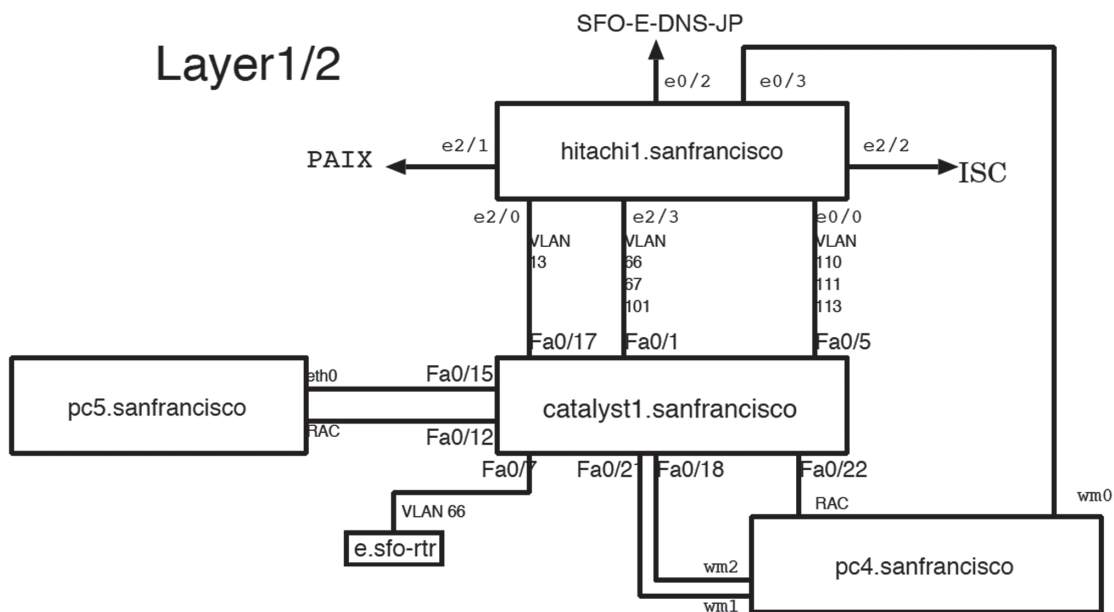 SFO-E-DNS-JP
Layer1/2
e0/2
e0/3
e2/1
hitachi1.sanfrancisco
e2/2
PAIX
ISC
e2/0
e2/3
e0/0
VLAN
13
VLAN
66
67
101
VLAN
110
111
113
Fa0/17
Fa0/1
Fa0/5
eth0
Fa0/15
pc5.sanfrancisco
catalyst1.sanfrancisco
RAC
Fa0/12
Fa0/7
Fa0/21
Fa0/18
Fa0/22
VLAN 66
RAC
wm0
e.sfo-rtr
wm2
pc4.sanfrancisco
wm1